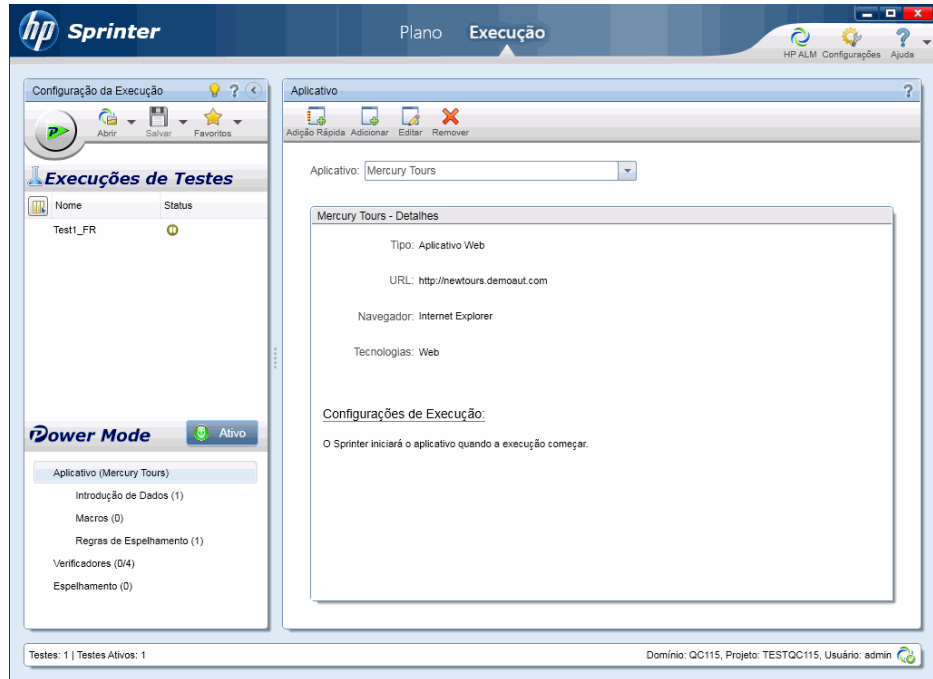 hp Sprinter
Plano Execução
HP ALM Configurações Ajuda
Configuração da Execução
Abrir Salvar Favoritos
Execuções de Testes
Nome Status
Test1_FR
Power Mode Ativo
Aplicativo (Mercury Tours)
Introdução de Dados (1)
Macros (0)
Regras de Espelhamento (1)
Verificadores (0/4)
Espelhamento (0)
Aplicativo
Adição Rápida Adicionar Editar Remover
Aplicativo: Mercury Tours
Mercury Tours - Detalhes
Tipo: Aplicativo Web
URL: http://newtours.demoaut.com
Navegador: Internet Explorer
Tecnologias: Web
Configurações de Execução:
O Sprinter iniciará o aplicativo quando a execução começar.
Testes: 1 | Testes Ativos: 1
Domínio: QC115, Projeto: TESTQC115, Usuário: admin